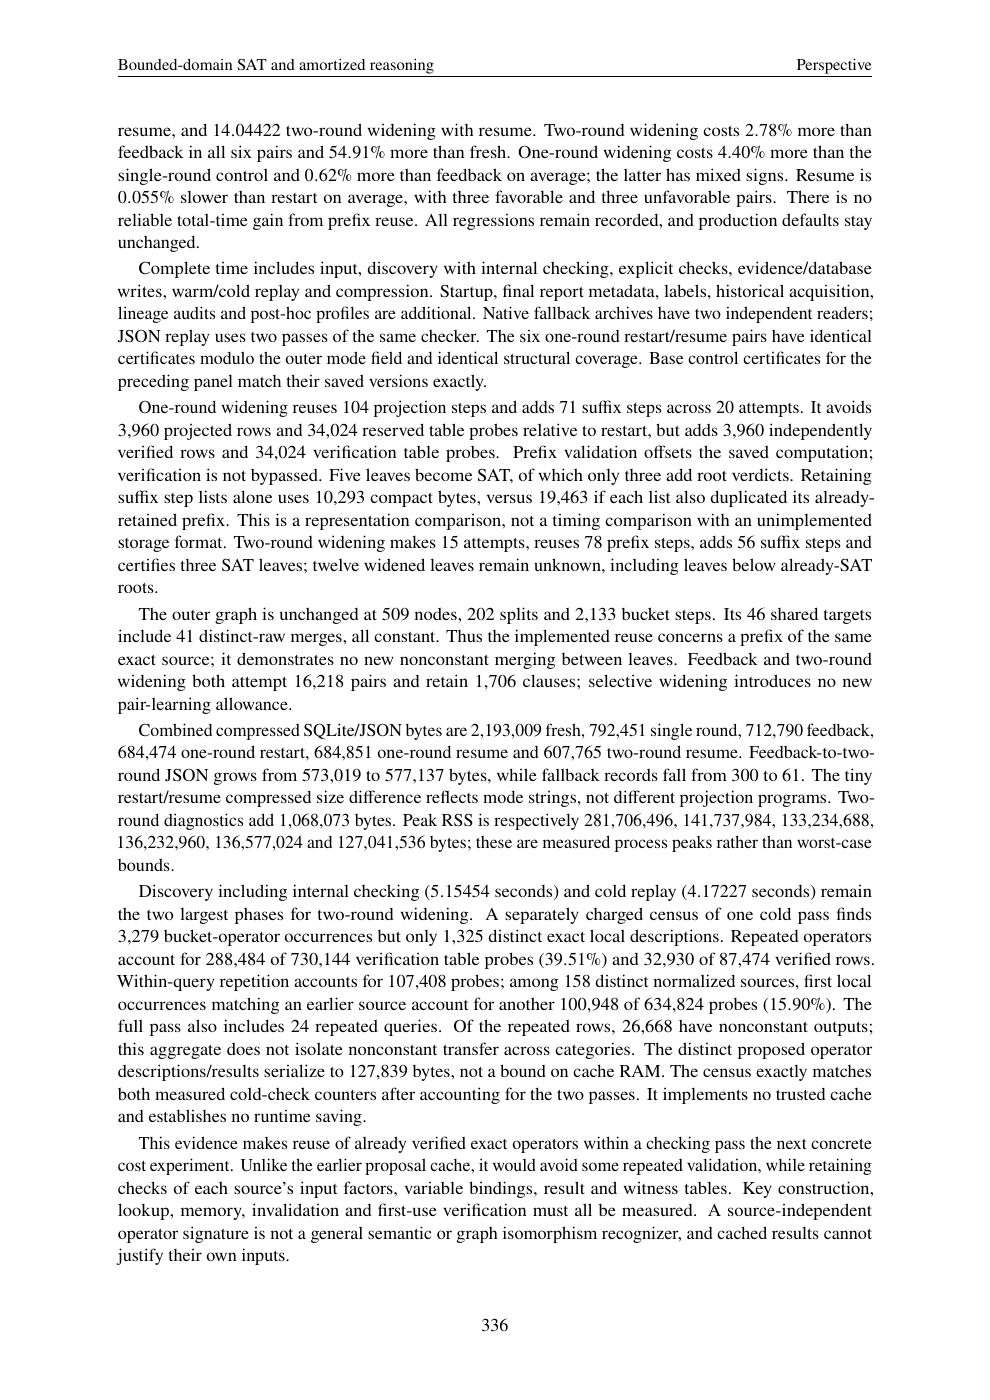 Bounded-domain SAT and amortized reasoning Perspective
resume, and 14.04422 two-round widening with resume. Two-round widening costs 2.78% more than
feedback in all six pairs and 54.91% more than fresh. One-round widening costs 4.40% more than the
single-round control and 0.62% more than feedback on average; the latter has mixed signs. Resume is
0.055% slower than restart on average, with three favorable and three unfavorable pairs. There is no
reliable total-time gain from prefix reuse. All regressions remain recorded, and production defaults stay
unchanged.
Complete time includes input, discovery with internal checking, explicit checks, evidence/database
writes, warm/cold replay and compression. Startup, final report metadata, labels, historical acquisition,
lineage audits and post-hoc profiles are additional. Native fallback archives have two independent readers;
JSON replay uses two passes of the same checker. The six one-round restart/resume pairs have identical
certificates modulo the outer mode field and identical structural coverage. Base control certificates for the
preceding panel match their saved versions exactly.
One-round widening reuses 104 projection steps and adds 71 suffix steps across 20 attempts. It avoids
3,960 projected rows and 34,024 reserved table probes relative to restart, but adds 3,960 independently
verified rows and 34,024 verification table probes. Prefix validation offsets the saved computation;
verification is not bypassed. Five leaves become SAT, of which only three add root verdicts. Retaining
suffix step lists alone uses 10,293 compact bytes, versus 19,463 if each list also duplicated its already-
retained prefix. This is a representation comparison, not a timing comparison with an unimplemented
storage format. Two-round widening makes 15 attempts, reuses 78 prefix steps, adds 56 suffix steps and
certifies three SAT leaves; twelve widened leaves remain unknown, including leaves below already-SAT
roots.
The outer graph is unchanged at 509 nodes, 202 splits and 2,133 bucket steps. Its 46 shared targets
include 41 distinct-raw merges, all constant. Thus the implemented reuse concerns a prefix of the same
exact source; it demonstrates no new nonconstant merging between leaves. Feedback and two-round
widening both attempt 16,218 pairs and retain 1,706 clauses; selective widening introduces no new
pair-learning allowance.
Combined compressed SQLite/JSON bytes are 2,193,009 fresh, 792,451 single round, 712,790 feedback,
684,474 one-round restart, 684,851 one-round resume and 607,765 two-round resume. Feedback-to-two-
round JSON grows from 573,019 to 577,137 bytes, while fallback records fall from 300 to 61. The tiny
restart/resume compressed size difference reflects mode strings, not different projection programs. Two-
round diagnostics add 1,068,073 bytes. Peak RSS is respectively 281,706,496, 141,737,984, 133,234,688,
136,232,960, 136,577,024 and 127,041,536 bytes; these are measured process peaks rather than worst-case
bounds.
Discovery including internal checking (5.15454 seconds) and cold replay (4.17227 seconds) remain
the two largest phases for two-round widening. A separately charged census of one cold pass finds
3,279 bucket-operator occurrences but only 1,325 distinct exact local descriptions. Repeated operators
account for 288,484 of 730,144 verification table probes (39.51%) and 32,930 of 87,474 verified rows.
Within-query repetition accounts for 107,408 probes; among 158 distinct normalized sources, first local
occurrences matching an earlier source account for another 100,948 of 634,824 probes (15.90%). The
full pass also includes 24 repeated queries. Of the repeated rows, 26,668 have nonconstant outputs;
this aggregate does not isolate nonconstant transfer across categories. The distinct proposed operator
descriptions/results serialize to 127,839 bytes, not a bound on cache RAM. The census exactly matches
both measured cold-check counters after accounting for the two passes. It implements no trusted cache
and establishes no runtime saving.
This evidence makes reuse of already verified exact operators within a checking pass the next concrete
cost experiment. Unlike the earlier proposal cache, it would avoid some repeated validation, while retaining
checks of each source's input factors, variable bindings, result and witness tables. Key construction,
lookup, memory, invalidation and first-use verification must all be measured. A source-independent
operator signature is not a general semantic or graph isomorphism recognizer, and cached results cannot
justify their own inputs.
336